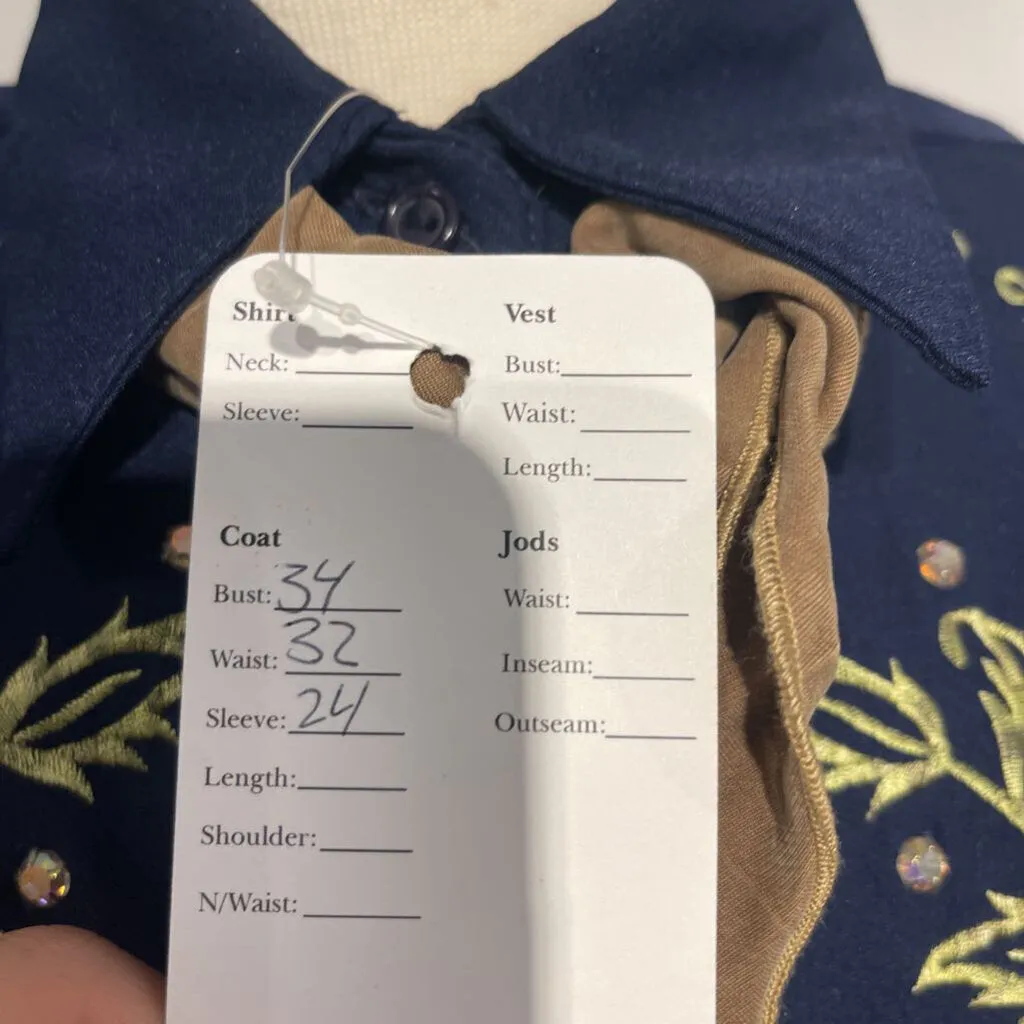 Shirt
Neck:
Sleeve:
Coat
Bust: 34
Waist: 32
Sleeve: 24
Length:
Shoulder:
N/Waist:
Vest
Bust:
Waist:
Length:
Jods
Waist:
Inseam:
Outseam: